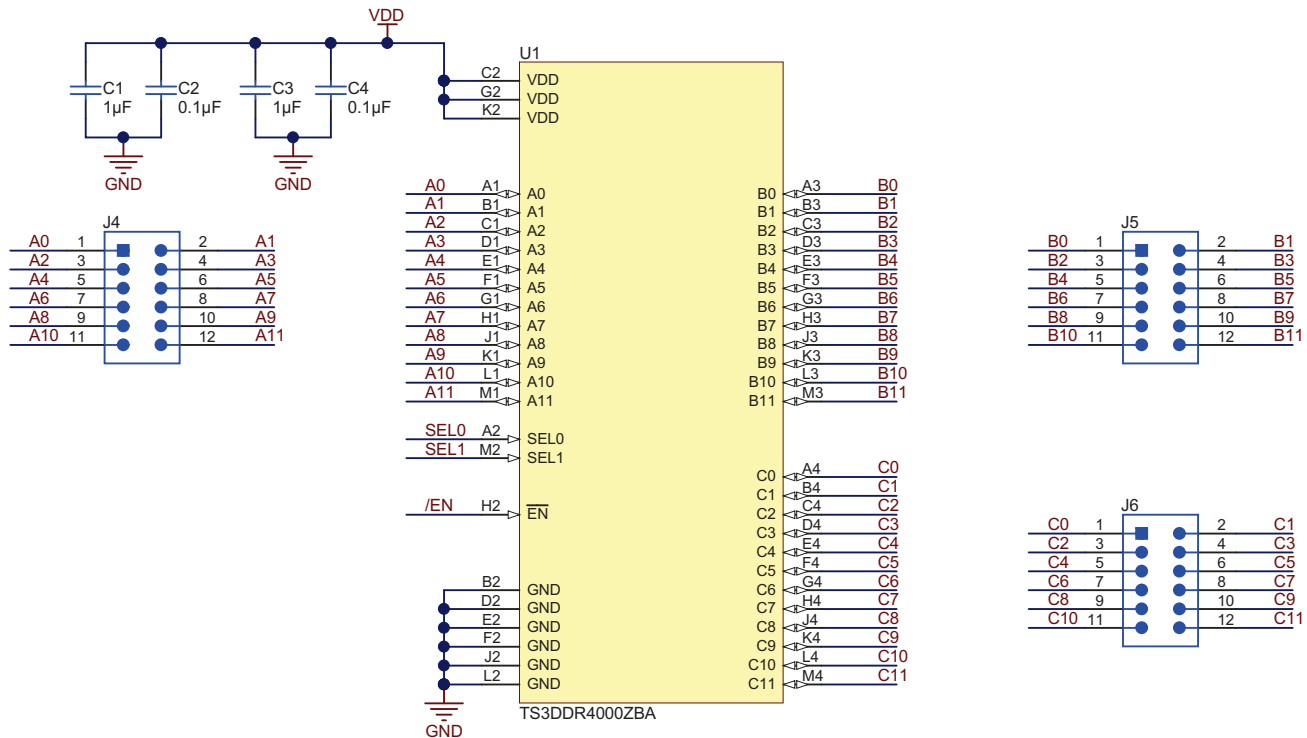 VDD
C1
1µF
C2
0.1µF
C3
1µF
C4
0.1µF
GND
GND
U1
C2 VDD
G2 VDD
K2 VDD
A0 A1 A0
A1 B1 A1
A2 C1 A2
A3 D1 A3
A4 E1 A4
A5 F1 A5
A6 G1 A6
A7 H1 A7
A8 J1 A8
A9 K1 A9
A10 L1 A10
A11 M1 A11
SEL0 A2 SEL0
SEL1 M2 SEL1
/EN H2 EN
B2 GND
D2 GND
E2 GND
F2 GND
J2 GND
L2 GND
GND
B0 A3 B0
B1 B3 B1
B2 C3 B2
B3 D3 B3
B4 E3 B4
B5 F3 B5
B6 G3 B6
B7 H3 B7
B8 J3 B8
B9 K3 B9
B10 L3 B10
B11 M3 B11
C0 A4 C0
C1 B4 C1
C2 C4 C2
C3 D4 C3
C4 E4 C4
C5 F4 C5
C6 G4 C6
C7 H4 C7
C8 J4 C8
C9 K4 C9
C10 L4 C10
C11 M4 C11
TS3DDR4000ZBA
J4
A0 1 2 A1
A2 3 4 A3
A4 5 6 A5
A6 7 8 A7
A8 9 10 A9
A10 11 12 A11
J5
B0 1 2 B1
B2 3 4 B3
B4 5 6 B5
B6 7 8 B7
B8 9 10 B9
B10 11 12 B11
J6
C0 1 2 C1
C2 3 4 C3
C4 5 6 C5
C6 7 8 C7
C8 9 10 C9
C10 11 12 C11